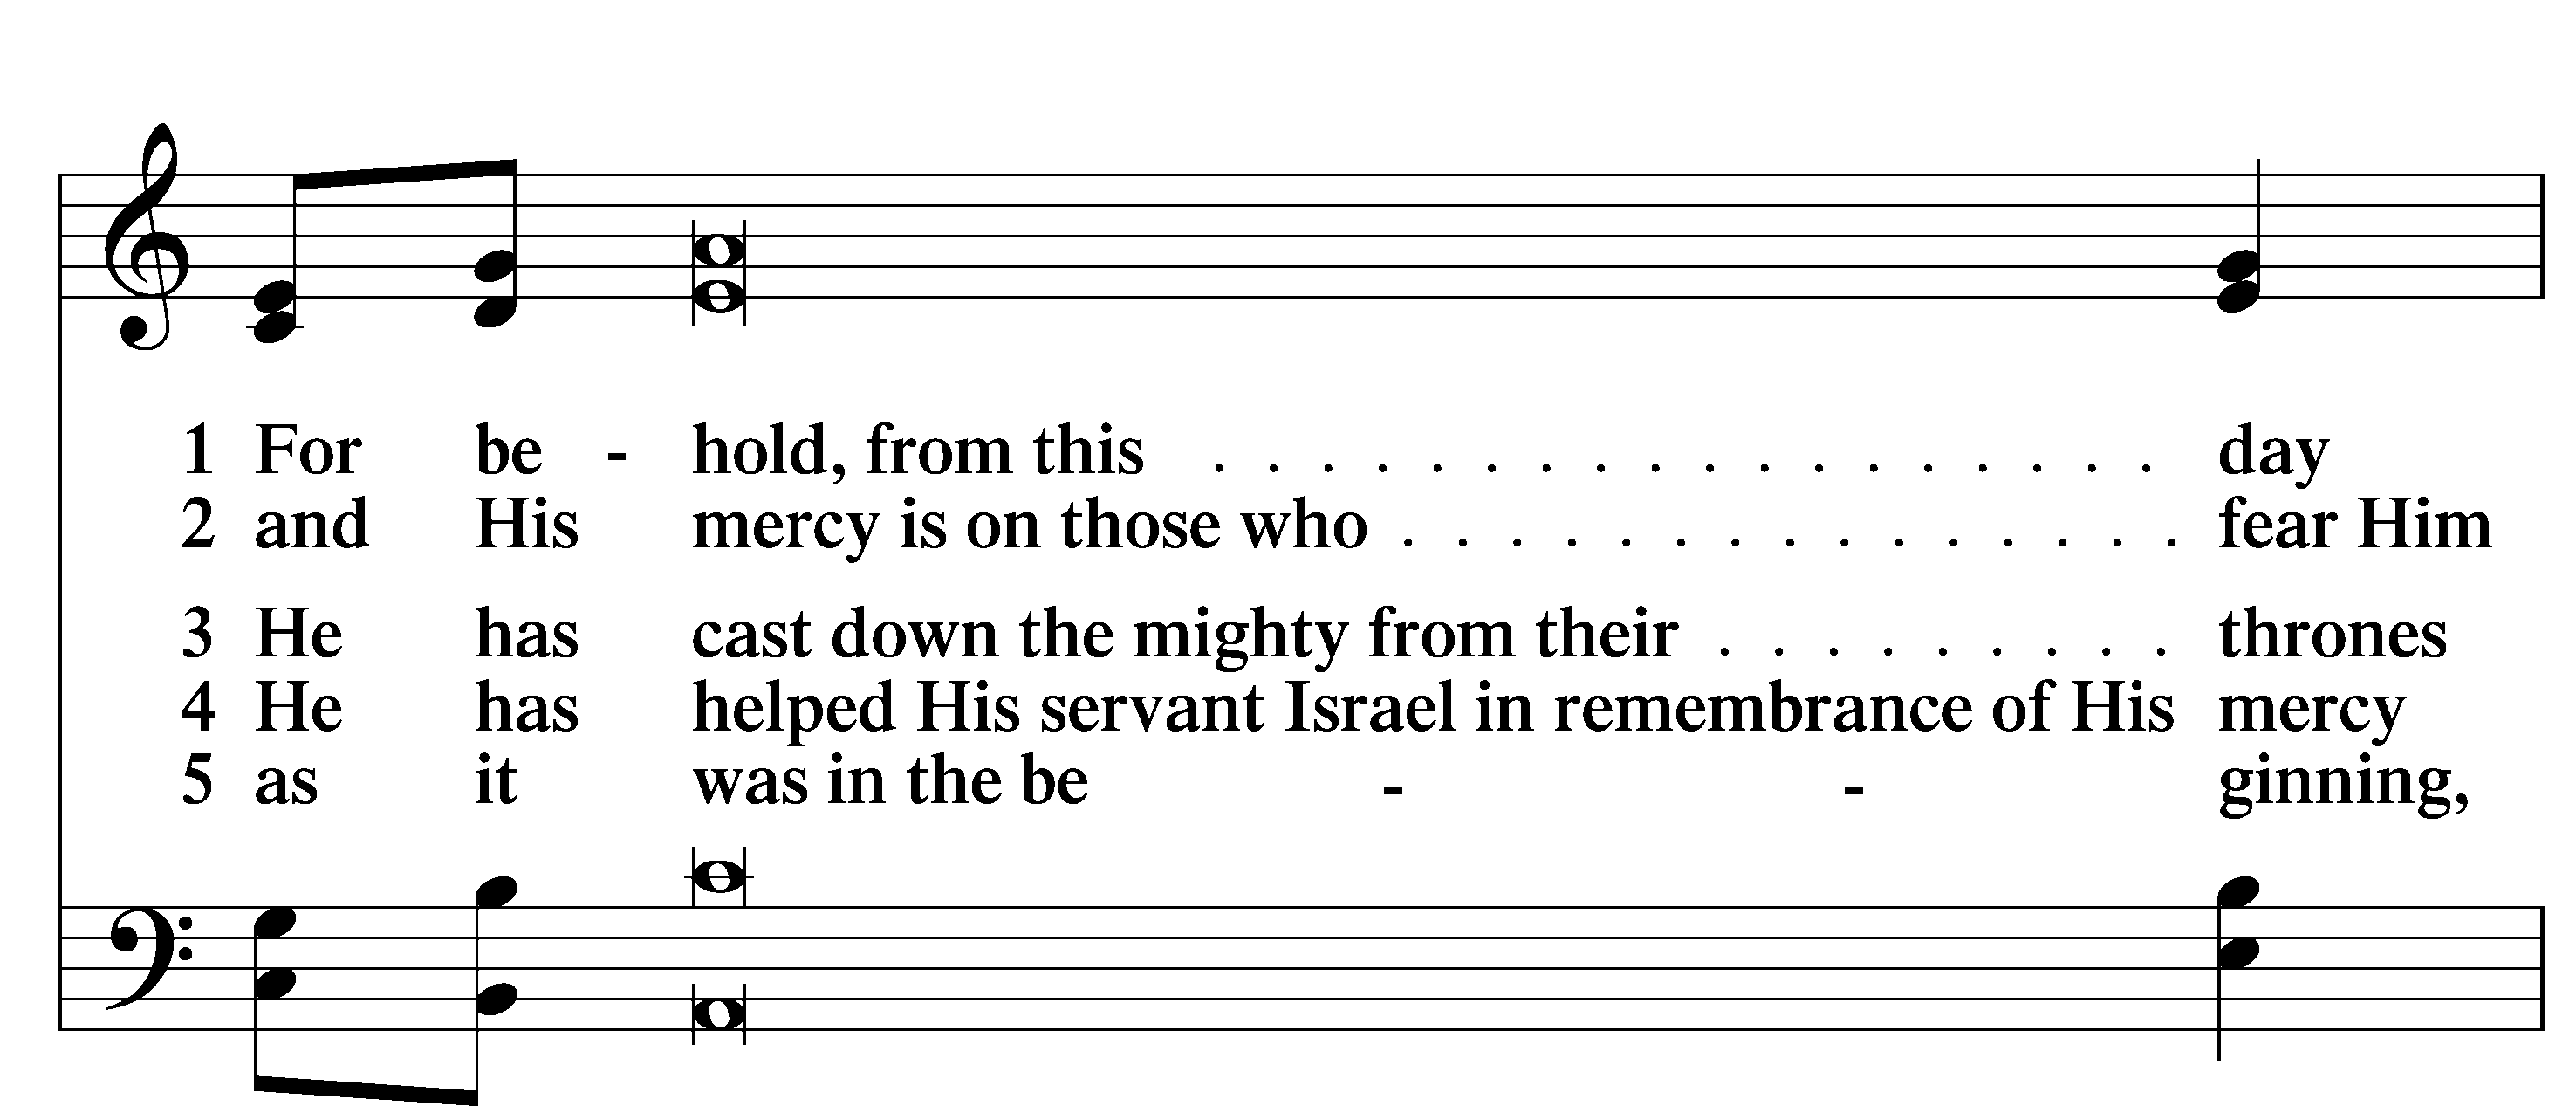 1 For be - hold, from this . . . . . . . . . . . . . . . . . . day
2 and His mercy is on those who . . . . . . . . . . . . . . . fear Him
3 He has cast down the mighty from their . . . . . . . . . thrones
4 He has helped His servant Israel in remembrance of His mercy
5 as it was in the be - - ginning,